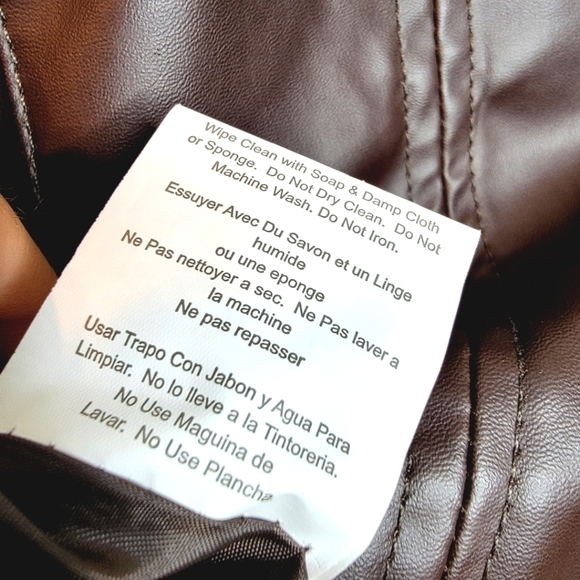 Wipe Clean with Soap & Damp Cloth
or Sponge. Do Not Dry Clean. Do Not
Machine Wash. Do Not Iron.
Essuyer Avec Du Savon et un Linge
humide
ou une eponge
Ne Pas nettoyer a sec. Ne Pas laver a
la machine
Ne pas repasser
Usar Trapo Con Jabon y Agua Para
Limpiar. No lo lleve a la Tintoreria.
No Use Maguina de
Lavar. No Use Plancha